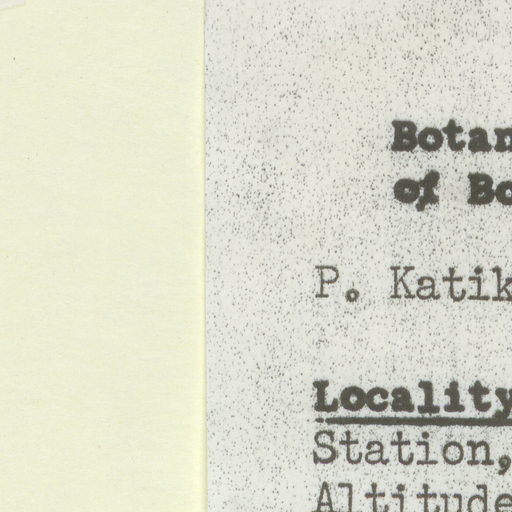 Botan
of Bo
P. Katik
Locality
Station,
Altitude